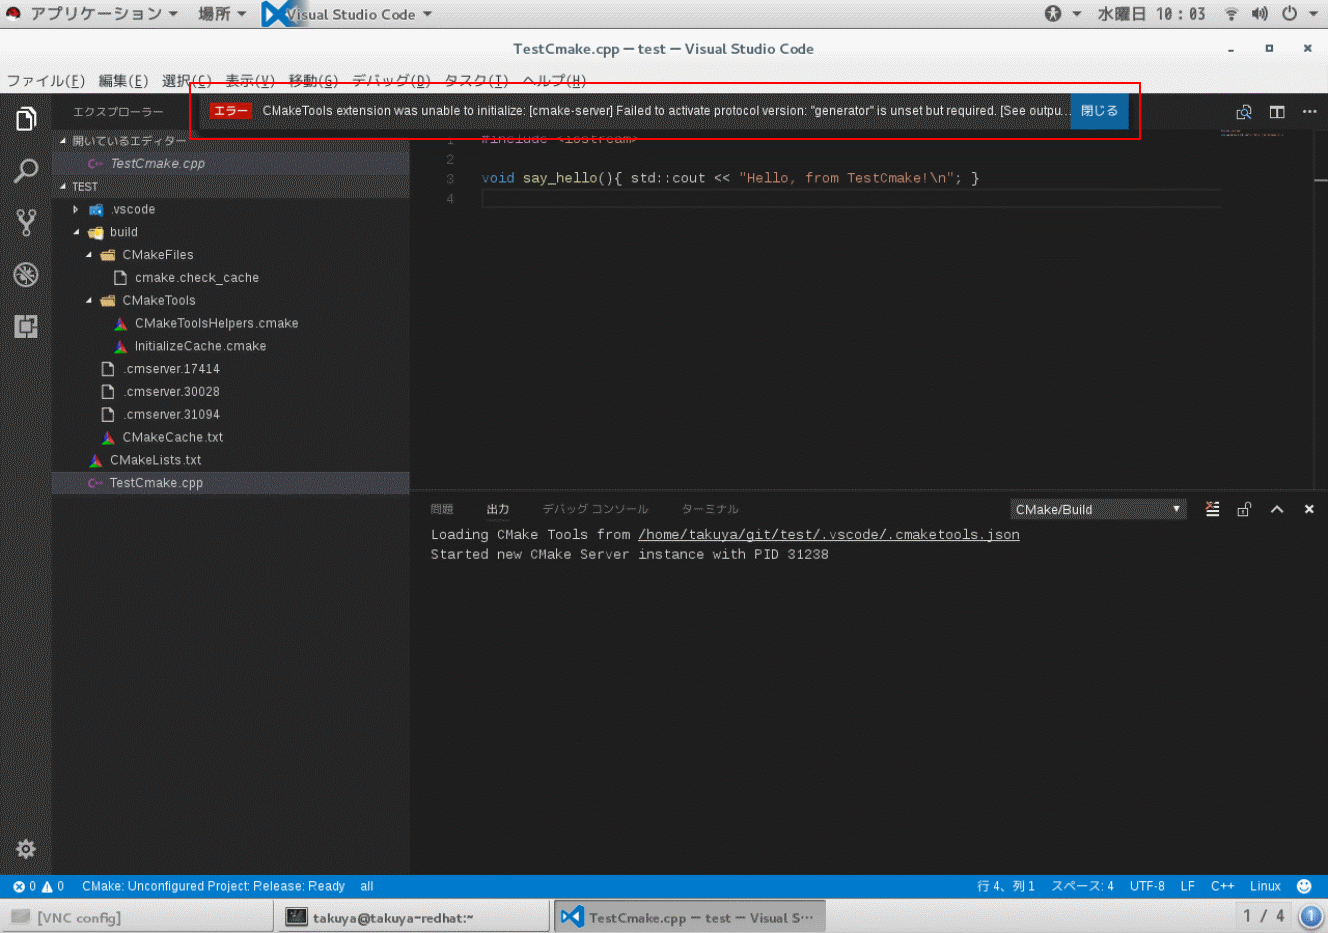 アプリケーション 場所 Visual Studio Code 水曜日 10:03
TestCmake.cpp — test — Visual Studio Code
ファイル(F) 編集(E) 選択(C) 表示(V) 移動(G) デバッグ(D) タスク(T) ヘルプ(H)
エクスプローラー
エラー CMakeTools extension was unable to initialize: [cmake-server] Failed to activate protocol version: "generator" is unset but required. [See outpu... 閉じる
開いているエディター
C++ TestCmake.cpp
TEST
.vscode
build
CMakeFiles
cmake.check_cache
CMakeTools
CMakeToolsHelpers.cmake
InitializeCache.cmake
.cmserver.17414
.cmserver.30028
.cmserver.31094
CMakeCache.txt
CMakeLists.txt
C++ TestCmake.cpp
1 #include <iostream>
2
3 void say_hello(){ std::cout << "Hello, from TestCmake!\n"; }
4
問題 出力 デバッグ コンソール ターミナル CMake/Build
Loading CMake Tools from /home/takuya/git/test/.vscode/.cmaketools.json
Started new CMake Server instance with PID 31238
0 0 CMake: Unconfigured Project: Release: Ready all 行 4、列 1 スペース: 4 UTF-8 LF C++ Linux
[VNC config] takuya@takuya-redhat:~ TestCmake.cpp — test — Visual S··· 1 / 4 1